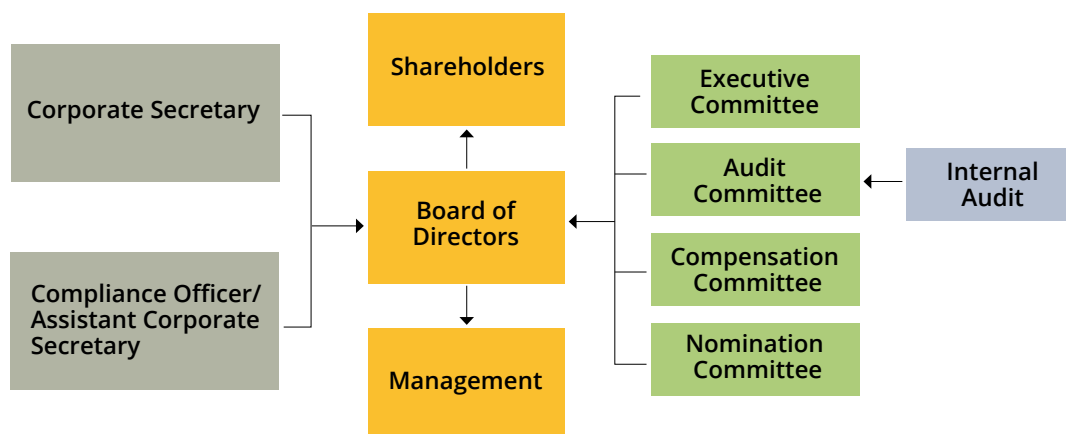 Corporate Secretary
Compliance Officer/
Assistant Corporate
Secretary
Shareholders
Board of
Directors
Management
Executive
Committee
Audit
Committee
Compensation
Committee
Nomination
Committee
Internal
Audit